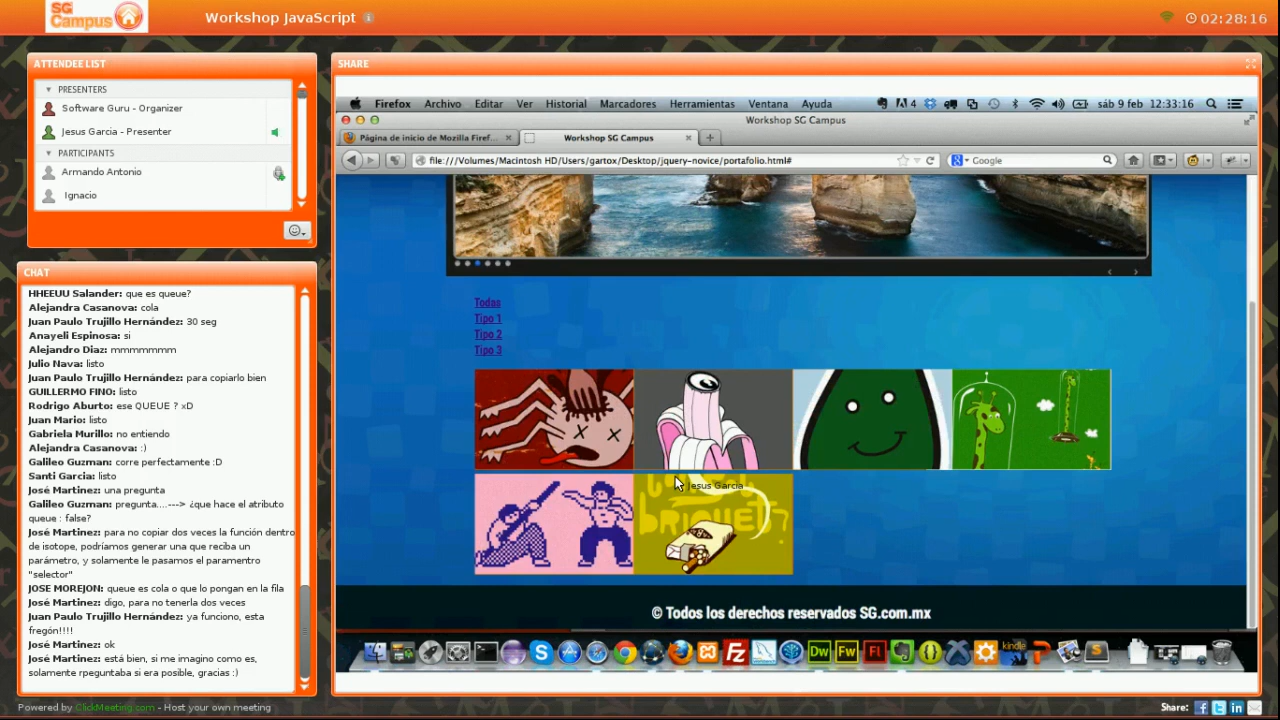 SG Campus
Workshop JavaScript
02:28:16
ATTENDEE LIST
PRESENTERS
Software Guru - Organizer
Jesus Garcia - Presenter
PARTICIPANTS
Armando Antonio
Ignacio
CHAT
HHEEUU Salander: que es queue?
Alejandra Casanova: cola
Juan Paulo Trujillo Hernández: 30 seg
Anayeli Espinosa: si
Alejandro Diaz: mmmmmmm
Julio Nava: listo
Juan Paulo Trujillo Hernández: para copiarlo bien
GUILLERMO FINO: listo
Rodrigo Aburto: ese QUEUE ? xD
Juan Mario: listo
Gabriela Murillo: no entiendo
Alejandra Casanova: :)
Galileo Guzman: corre perfectamente :D
Santi Garcia: listo
José Martinez: una pregunta
Galileo Guzman: pregunta....---> ¿que hace el atributo
queue : false?
José Martinez: para no copiar dos veces la función dentro
de isotope, podríamos generar una que reciba un
parámetro, y solamente le pasamos el paramentro
"selector"
JOSE MOREJON: queue es cola o que lo pongan en la fila
José Martinez: digo, para no tenerla dos veces
Juan Paulo Trujillo Hernández: ya funciono, esta
fregón!!!!
José Martinez: ok
José Martinez: está bien, si me imagino como es,
solamente rpeguntaba si era posible, gracias :)
SHARE
Firefox Archivo Editar Ver Historial Marcadores Herramientas Ventana Ayuda
4 sáb 9 feb 12:33:16
Workshop SG Campus
Página de inicio de Mozilla Firef... Workshop SG Campus
file:///Volumes/Macintosh HD/Users/gartox/Desktop/jquery-novice/portafolio.html# Google
Todas
Tipo 1
Tipo 2
Tipo 3
Jesus Garcia
BRIQUET?
© Todos los derechos reservados SG.com.mx
Fz Dw Fw Fl kindle S
Powered by ClickMeeting.com - Host your own meeting
Share: